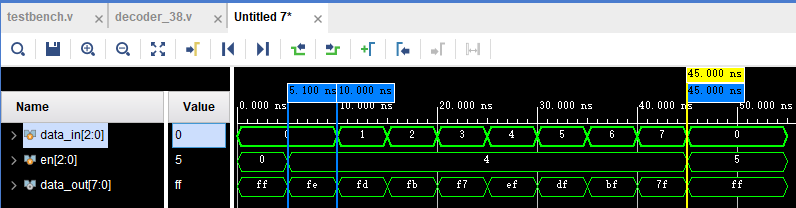 testbench.v × decoder_38.v × Untitled 7* ×
45.000 ns
5.100 ns 10.000 ns 45.000 ns
Name Value 0.000 ns 10.000 ns 20.000 ns 30.000 ns 40.000 ns 50.000 ns
data_in[2:0] 0 0 1 2 3 4 5 6 7 0
en[2:0] 5 0 4 5
data_out[7:0] ff ff fe fd fb f7 ef df bf 7f ff